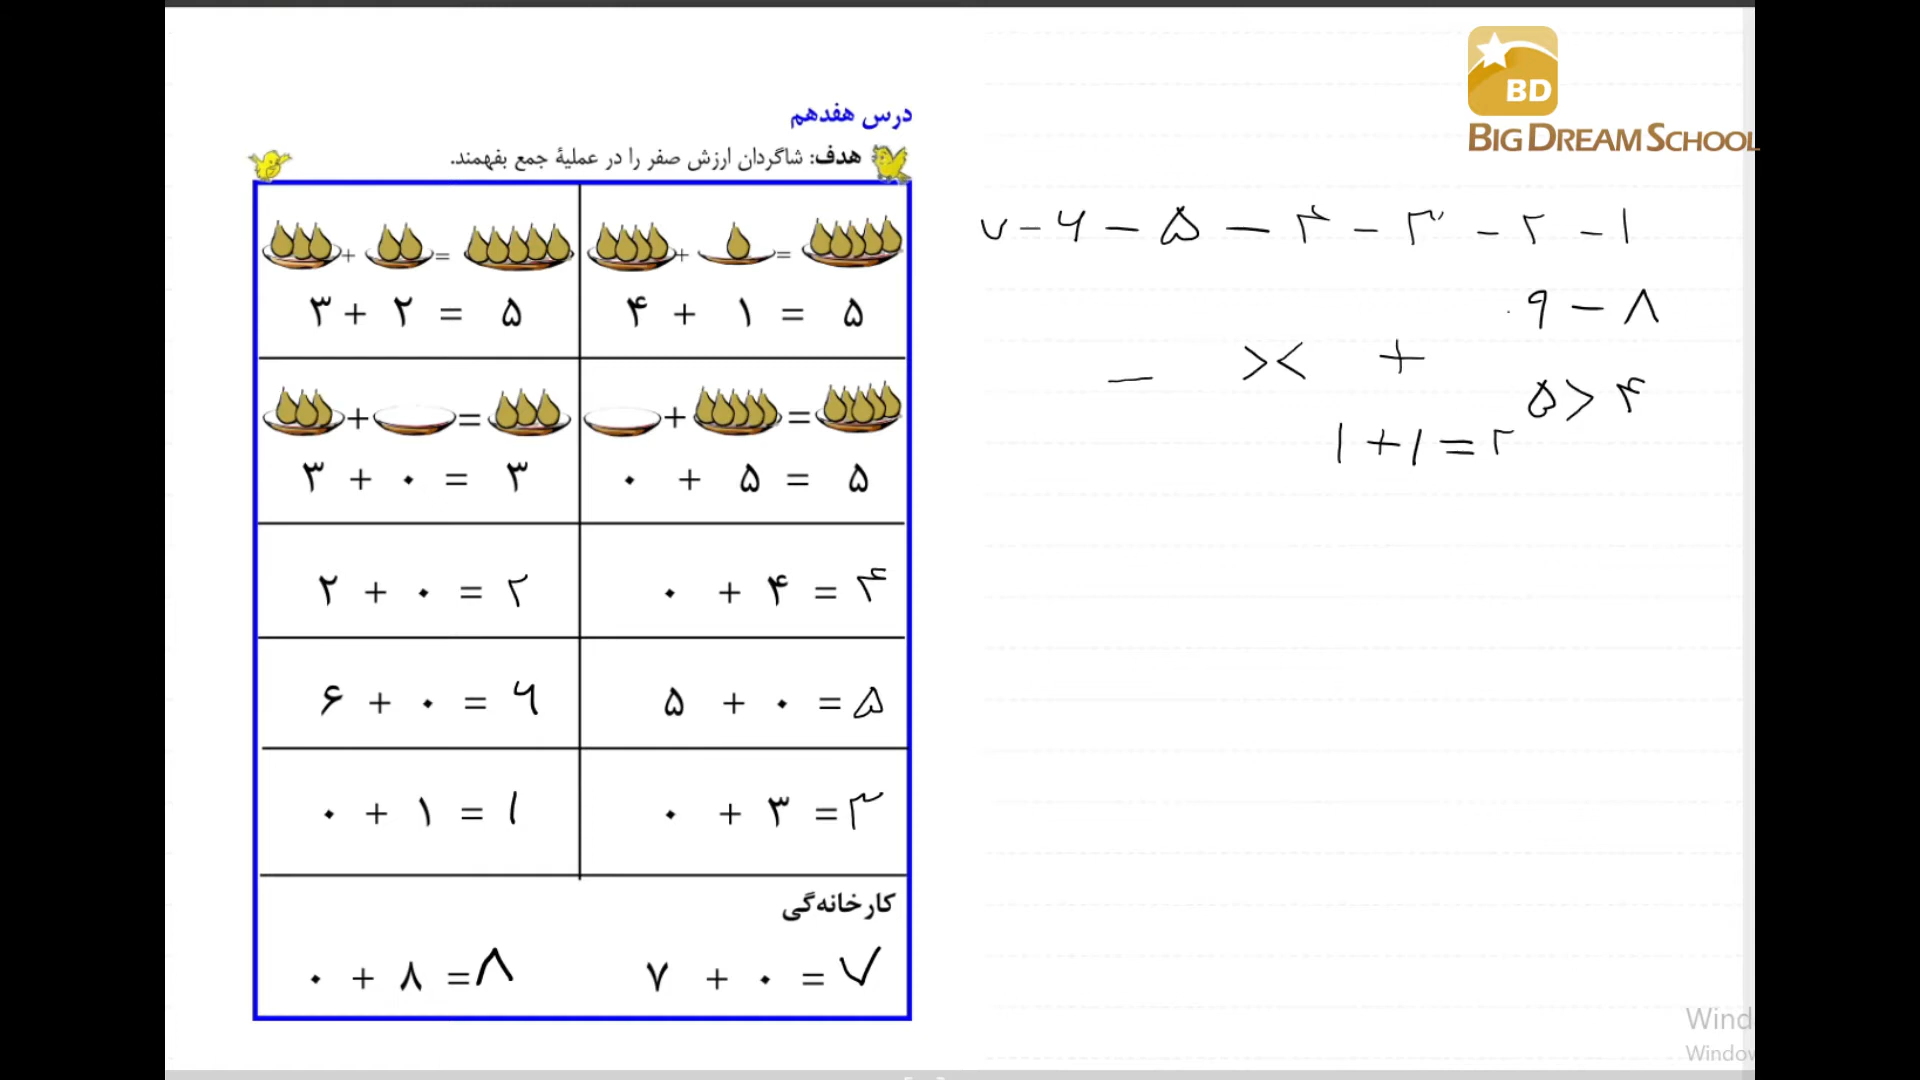 BD
BIG DREAM SCHOOL
درس هفدهم
هدف: شاگردان ارزش صفر را در عملیهٔ جمع بفهمند.
+ = + =
۳ + ۲ = ۵ ۴ + ۱ = ۵
+ = + =
۳ + ۰ = ۳ ۰ + ۵ = ۵
۲ + ۰ = ۲ ۰ + ۴ = ۴
۶ + ۰ = ۶ ۵ + ۰ = ۵
۰ + ۱ = ۱ ۰ + ۳ = ۳
کارخانه‌گی
۰ + ۸ = ۸ ۷ + ۰ = ۷
۷ - ۶ - ۵ - ۴ - ۳ - ۲ - ۱
۹ - ۸
- > < +
۵ > ۴
۱ + ۱ = ۲
Wind
Window